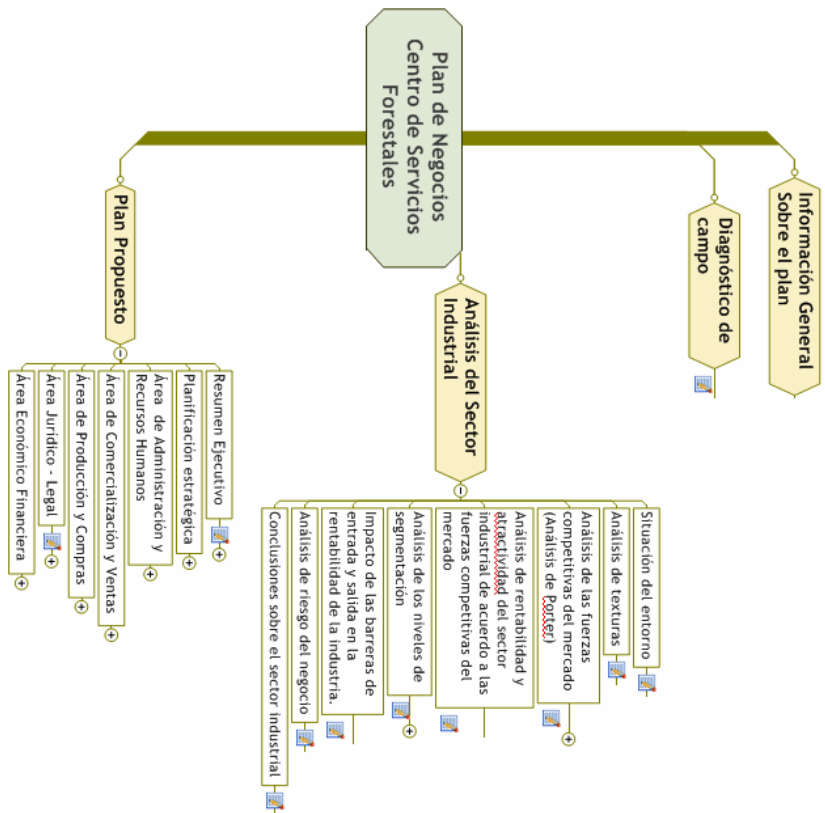 Plan de Negocios
Centro de Servicios
Forestales
Información General
Sobre el plan
Diagnóstico de
campo
Análisis del Sector
Industrial
Situación del entorno
Análisis de texturas
Análisis de las fuerzas
competitivas del mercado
(Análisis de Porter)
Análisis de rentabilidad y
atractividad del sector
industrial de acuerdo a las
fuerzas competitivas del
mercado
Análisis de los niveles de
segmentación
Impacto de las barreras de
entrada y salida en la
rentabilidad de la industria.
Análisis de riesgo del negocio
Conclusiones sobre el sector industrial
Plan Propuesto
Resumen Ejecutivo
Planificación estratégica
Área de Administración y
Recursos Humanos
Área de Comercialización y Ventas
Área de Producción y Compras
Área Jurídico - Legal
Área Económico Financiera